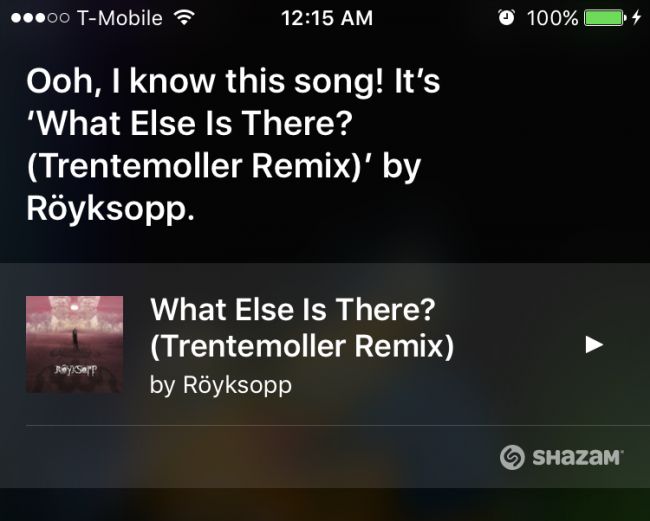 T-Mobile 12:15 AM 100%
Ooh, I know this song! It’s
‘What Else Is There?
(Trentemoller Remix)’ by
Röyksopp.
RÖYKSOPP
What Else Is There?
(Trentemoller Remix)
by Röyksopp
SHAZAM